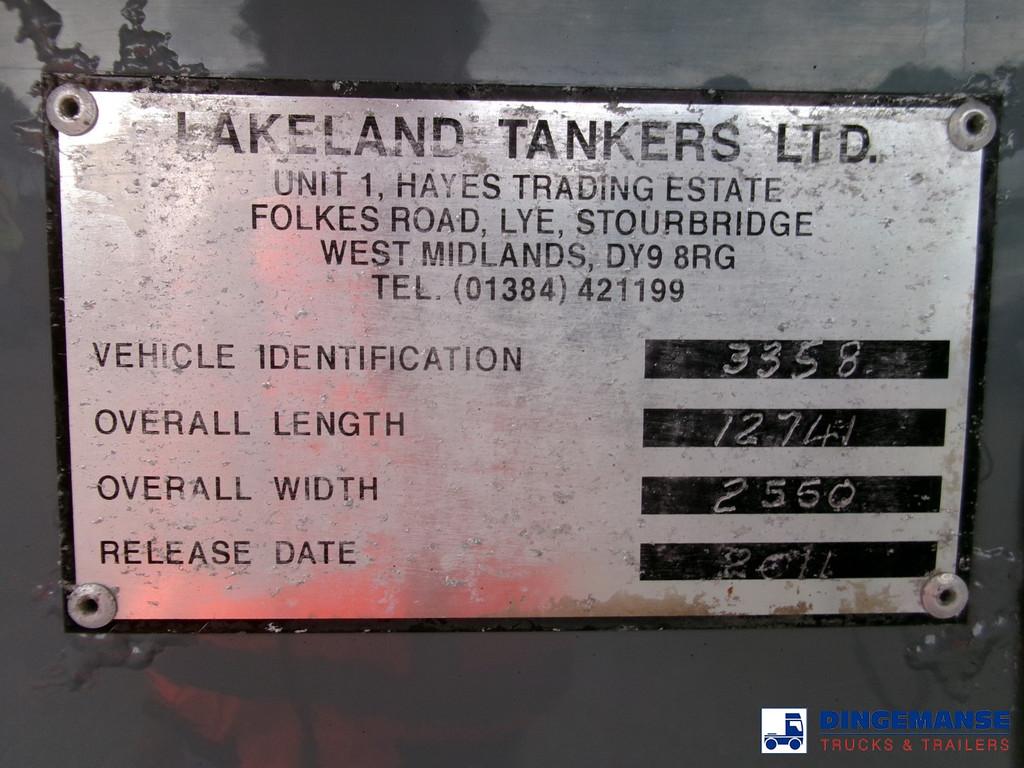 LAKELAND TANKERS LTD.
UNIT 1, HAYES TRADING ESTATE
FOLKES ROAD, LYE, STOURBRIDGE
WEST MIDLANDS, DY9 8RG
TEL. (01384) 421199
VEHICLE IDENTIFICATION 3358
OVERALL LENGTH 12741
OVERALL WIDTH 2550
RELEASE DATE 2011
DINGEMANSE
TRUCKS & TRAILERS